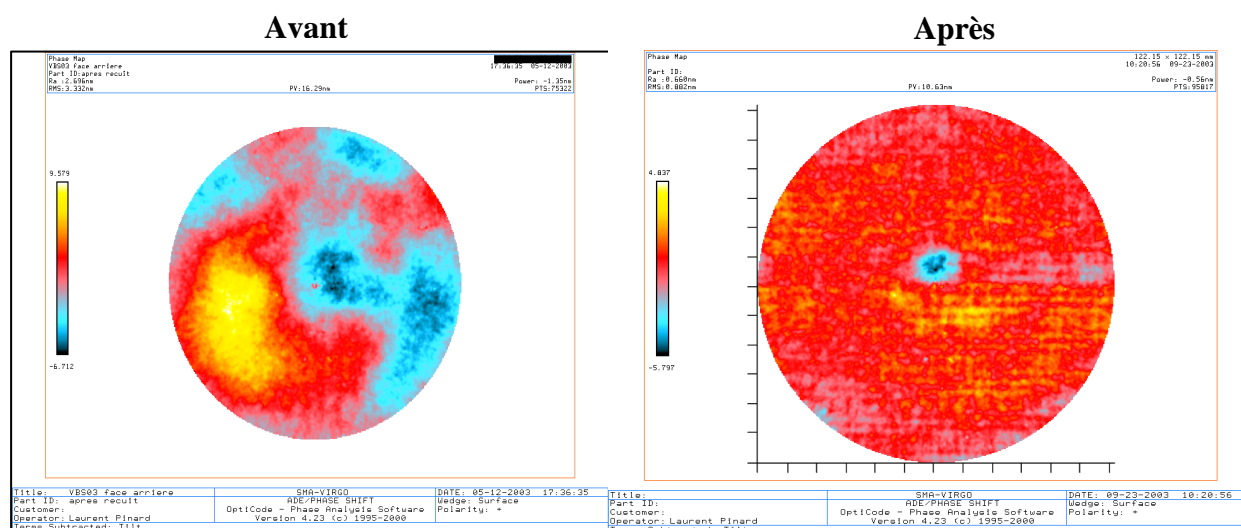 Avant
Après
Phase Map
VBS03 face arriere
17:36:35 05-12-2003
Part ID:apres recuit
Ra :2.696nm
Power: -1.35nm
RMS:3.332nm
PV:16.29nm
PTS:75322
9.579
-6.712
Title: VBS03 face arriere
SMA-VIRGO
DATE: 05-12-2003 17:36:35
Part ID: apres recuit
ADE/PHASE SHIFT
Wedge: Surface
Customer:
OptiCode - Phase Analysis Software
Polarity: +
Operator: Laurent Pinard
Version 4.23 (c) 1995-2000
Terms Subtracted: Tilt
Phase Map
122.15 x 122.15 mm
10:20:56 09-23-2003
Part ID:
Ra :0.660nm
Power: -0.56nm
RMS:0.882nm
PV:10.63nm
PTS:95817
4.837
-5.797
Title:
SMA-VIRGO
DATE: 09-23-2003 10:20:56
Part ID:
ADE/PHASE SHIFT
Wedge: Surface
Customer:
OptiCode - Phase Analysis Software
Polarity: +
Operator: Laurent Pinard
Version 4.23 (c) 1995-2000